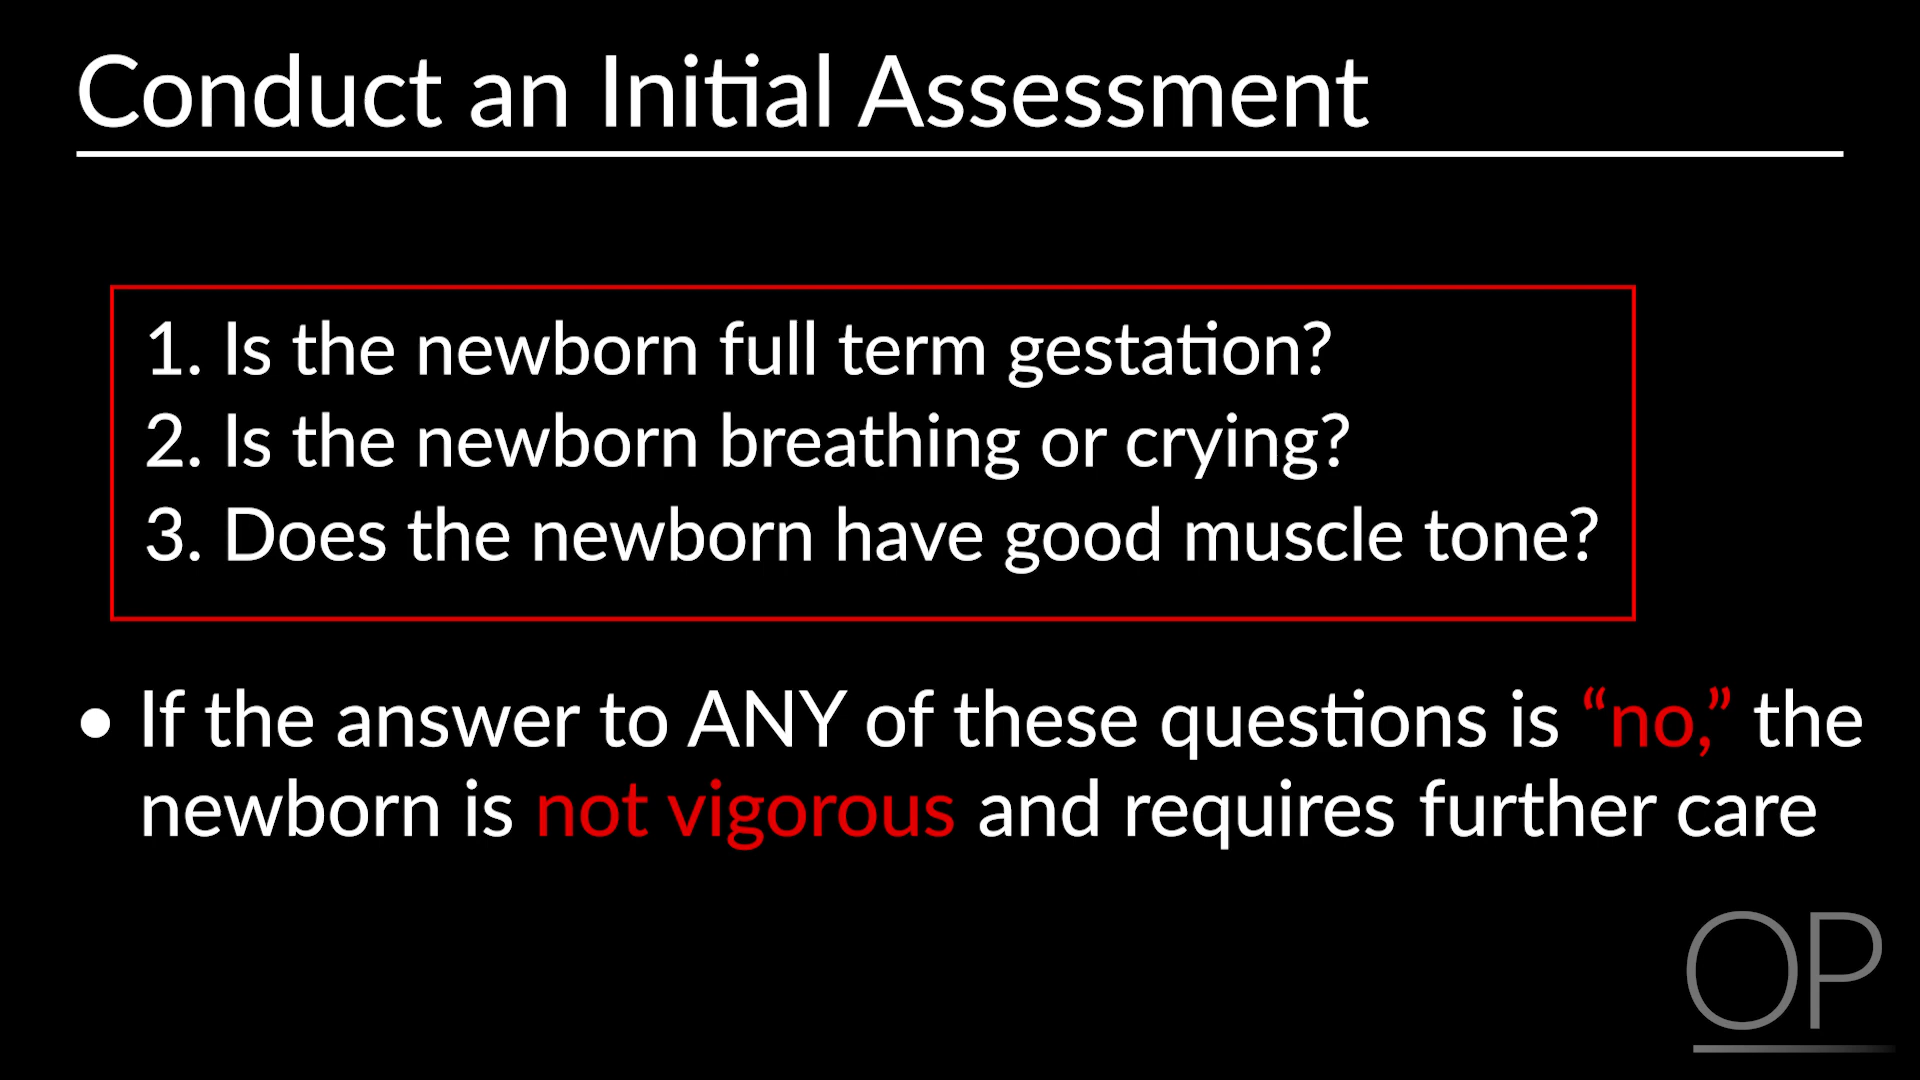 Conduct an Initial Assessment
1. Is the newborn full term gestation?
2. Is the newborn breathing or crying?
3. Does the newborn have good muscle tone?
• If the answer to ANY of these questions is “no,” the
newborn is not vigorous and requires further care
OP